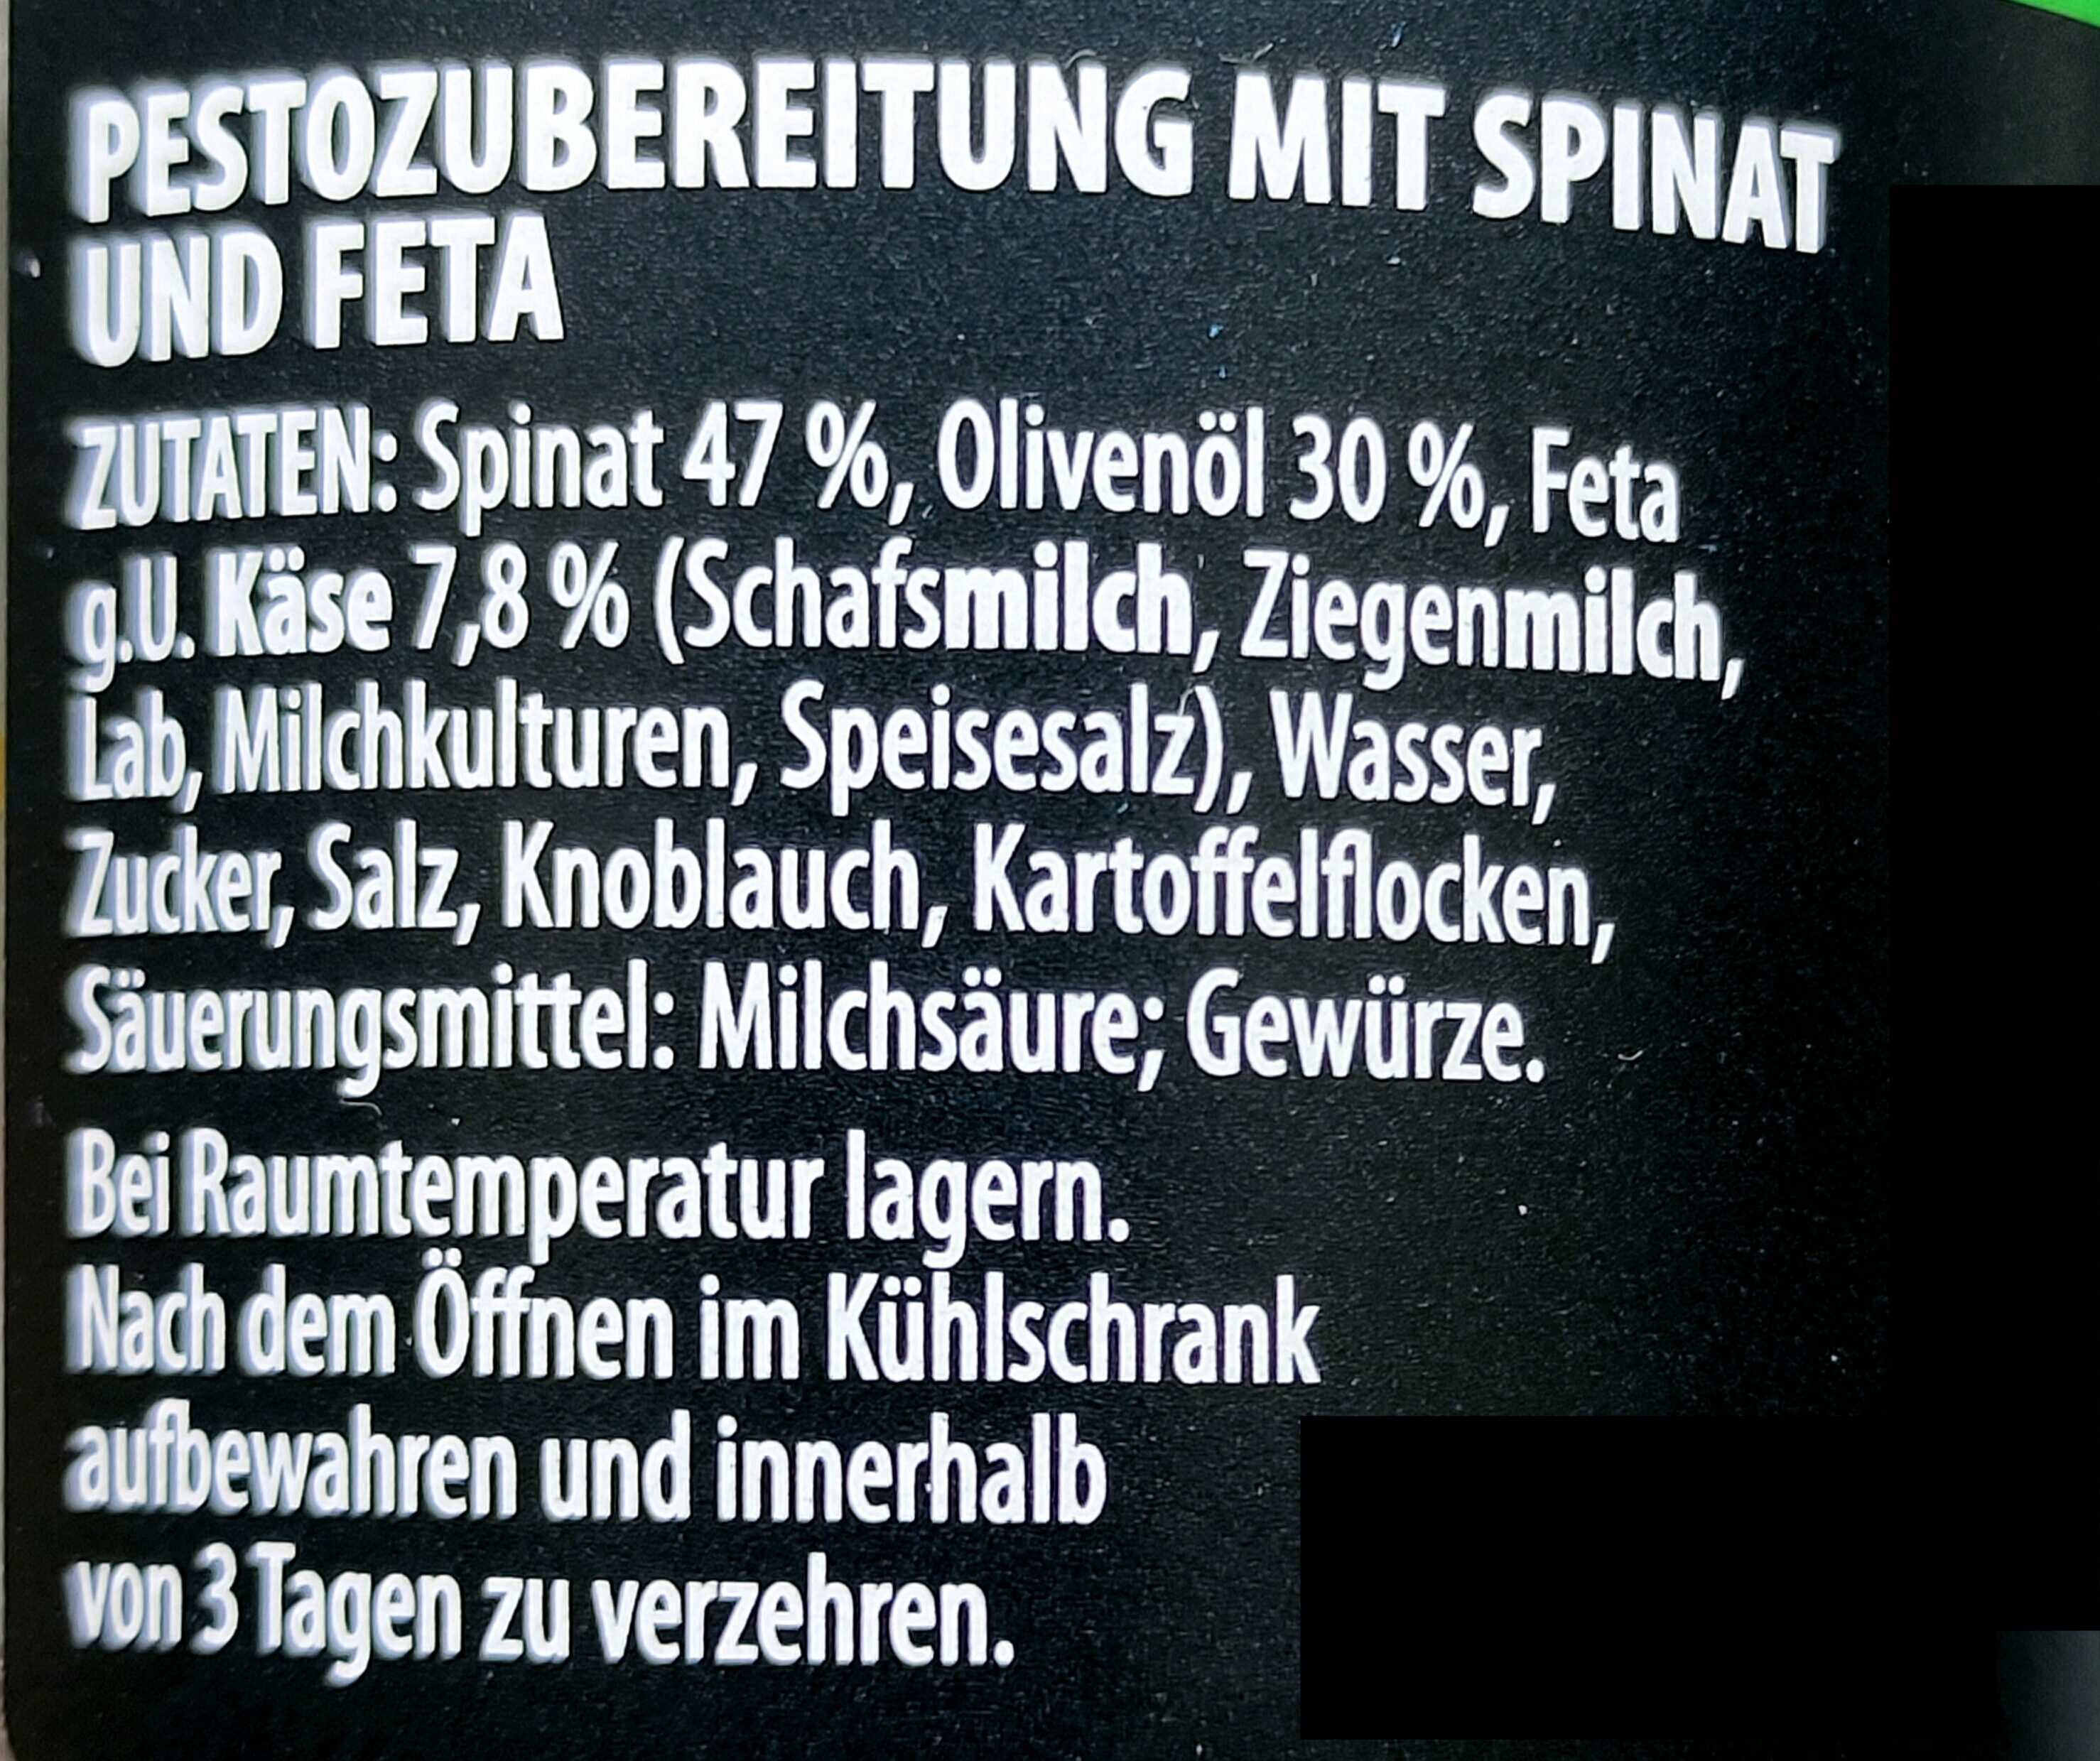 PESTOZUBEREITUNG MIT SPINAT
UND FETA
ZUTATEN: Spinat 47 %, Olivenöl 30 %, Feta
g.U. Käse 7,8 % (Schafsmilch, Ziegenmilch,
Lab, Milchkulturen, Speisesalz), Wasser,
Zucker, Salz, Knoblauch, Kartoffelflocken,
Säuerungsmittel: Milchsäure; Gewürze.
Bei Raumtemperatur lagern.
Nach dem Öffnen im Kühlschrank
aufbewahren und innerhalb
von 3 Tagen zu verzehren.